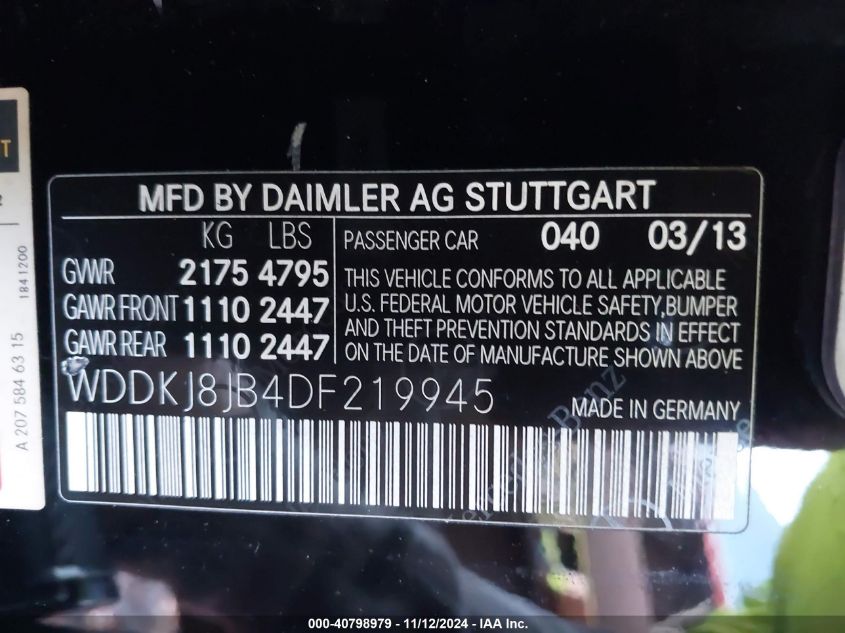 MFD BY DAIMLER AG STUTTGART
KG LBS
GVWR 2175 4795
GAWR FRONT 1110 2447
GAWR REAR 1110 2447
PASSENGER CAR 040 03/13
THIS VEHICLE CONFORMS TO ALL APPLICABLE
U.S. FEDERAL MOTOR VEHICLE SAFETY, BUMPER
AND THEFT PREVENTION STANDARDS IN EFFECT
ON THE DATE OF MANUFACTURE SHOWN ABOVE
WDDKJ8JB4DF219945
MADE IN GERMANY
A 207 584 63 15
1841200
000-40798979 - 11/12/2024 - IAA Inc.